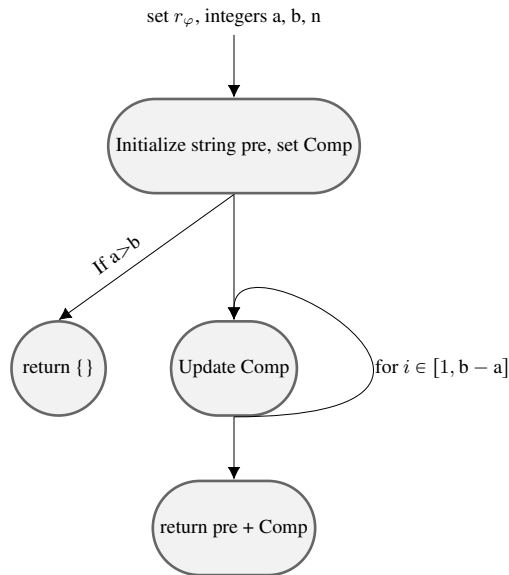 set r_φ, integers a, b, n
Initialize string pre, set Comp
If a>b
return {}
Update Comp
for i ∈ [1, b − a]
return pre + Comp